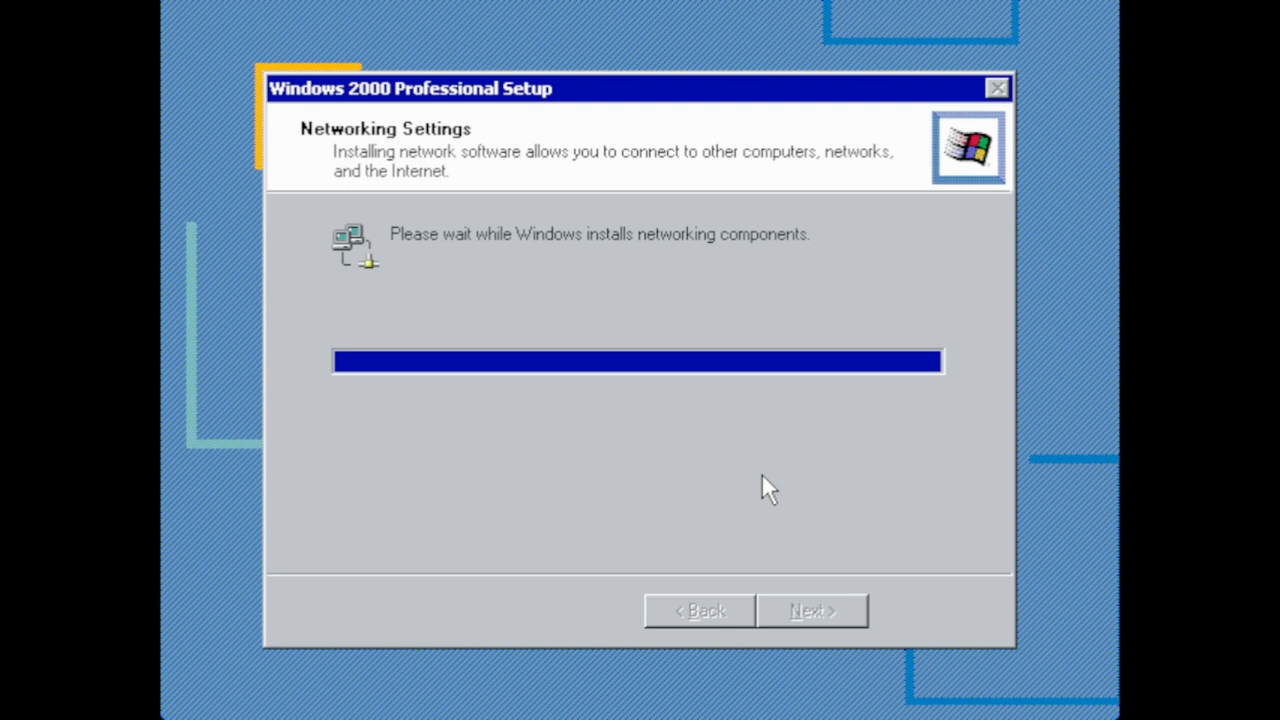 Windows 2000 Professional Setup
Networking Settings
Installing network software allows you to connect to other computers, networks,
and the Internet.
Please wait while Windows installs networking components.
< Back
Next >